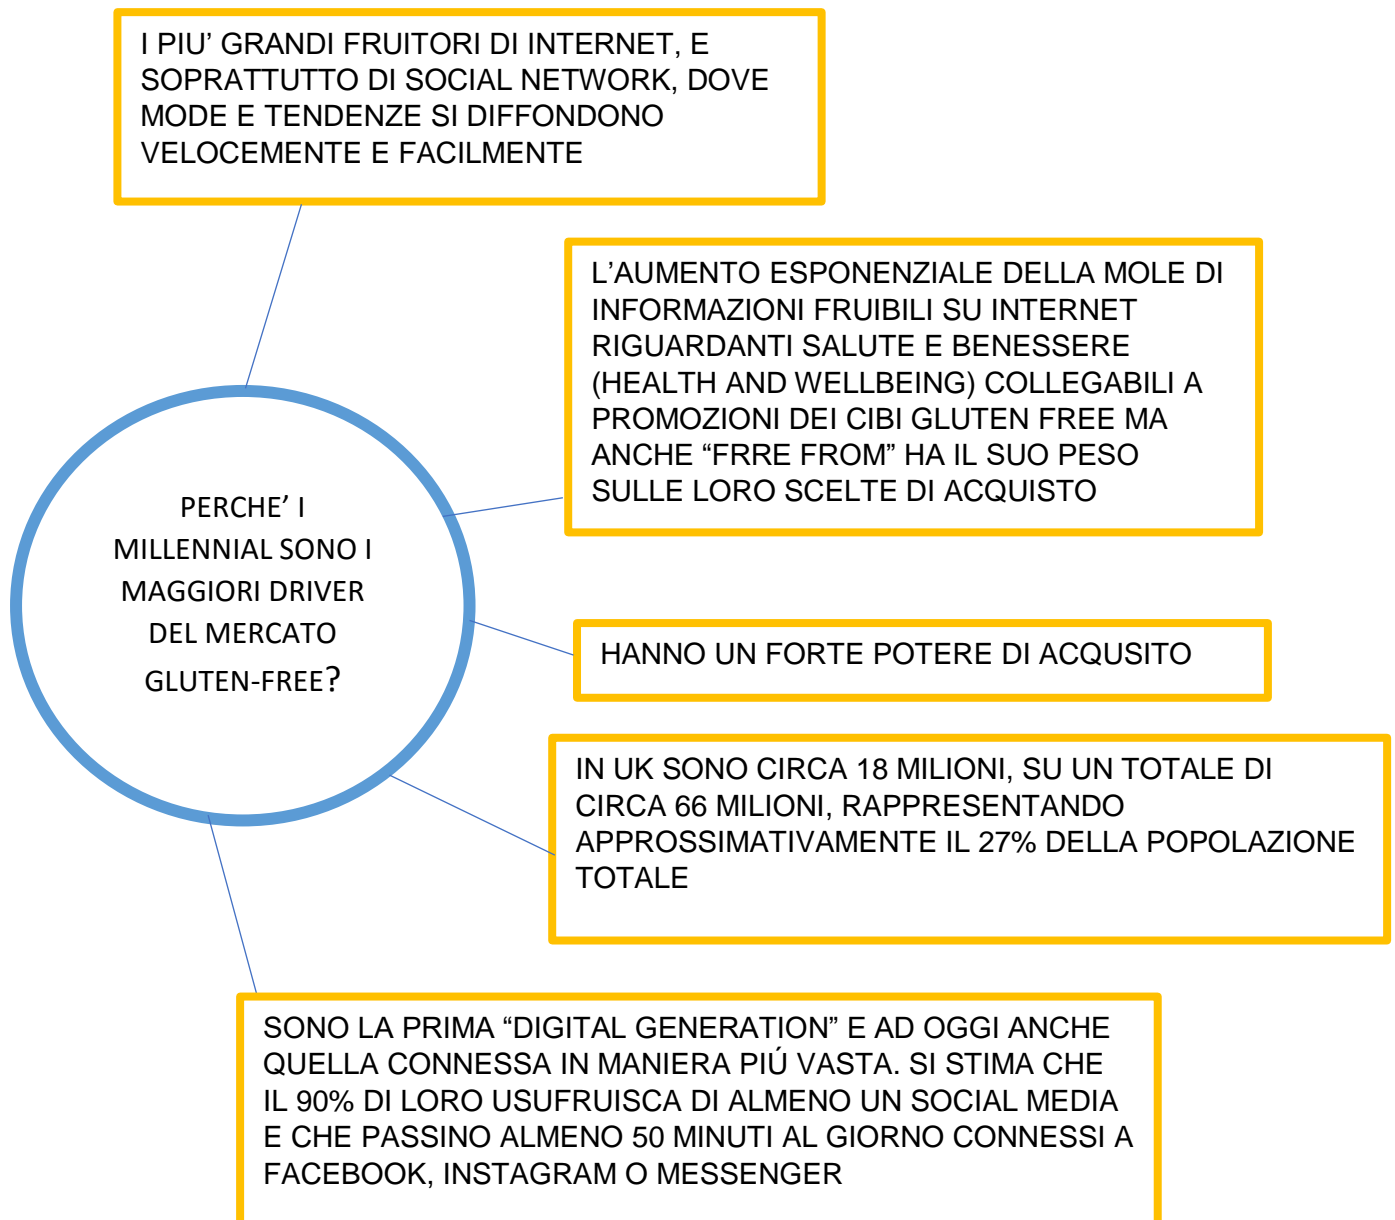 I PIU' GRANDI FRUITORI DI INTERNET, E
SOPRATTUTTO DI SOCIAL NETWORK, DOVE
MODE E TENDENZE SI DIFFONDONO
VELOCEMENTE E FACILMENTE
L’AUMENTO ESPONENZIALE DELLA MOLE DI
INFORMAZIONI FRUIBILI SU INTERNET
RIGUARDANTI SALUTE E BENESSERE
(HEALTH AND WELLBEING) COLLEGABILI A
PROMOZIONI DEI CIBI GLUTEN FREE MA
ANCHE “FRRE FROM” HA IL SUO PESO
SULLE LORO SCELTE DI ACQUISTO
PERCHE’ I
MILLENNIAL SONO I
MAGGIORI DRIVER
DEL MERCATO
GLUTEN-FREE?
HANNO UN FORTE POTERE DI ACQUSITO
IN UK SONO CIRCA 18 MILIONI, SU UN TOTALE DI
CIRCA 66 MILIONI, RAPPRESENTANDO
APPROSSIMATIVAMENTE IL 27% DELLA POPOLAZIONE
TOTALE
SONO LA PRIMA “DIGITAL GENERATION” E AD OGGI ANCHE
QUELLA CONNESSA IN MANIERA PIÚ VASTA. SI STIMA CHE
IL 90% DI LORO USUFRUISCA DI ALMENO UN SOCIAL MEDIA
E CHE PASSINO ALMENO 50 MINUTI AL GIORNO CONNESSI A
FACEBOOK, INSTAGRAM O MESSENGER